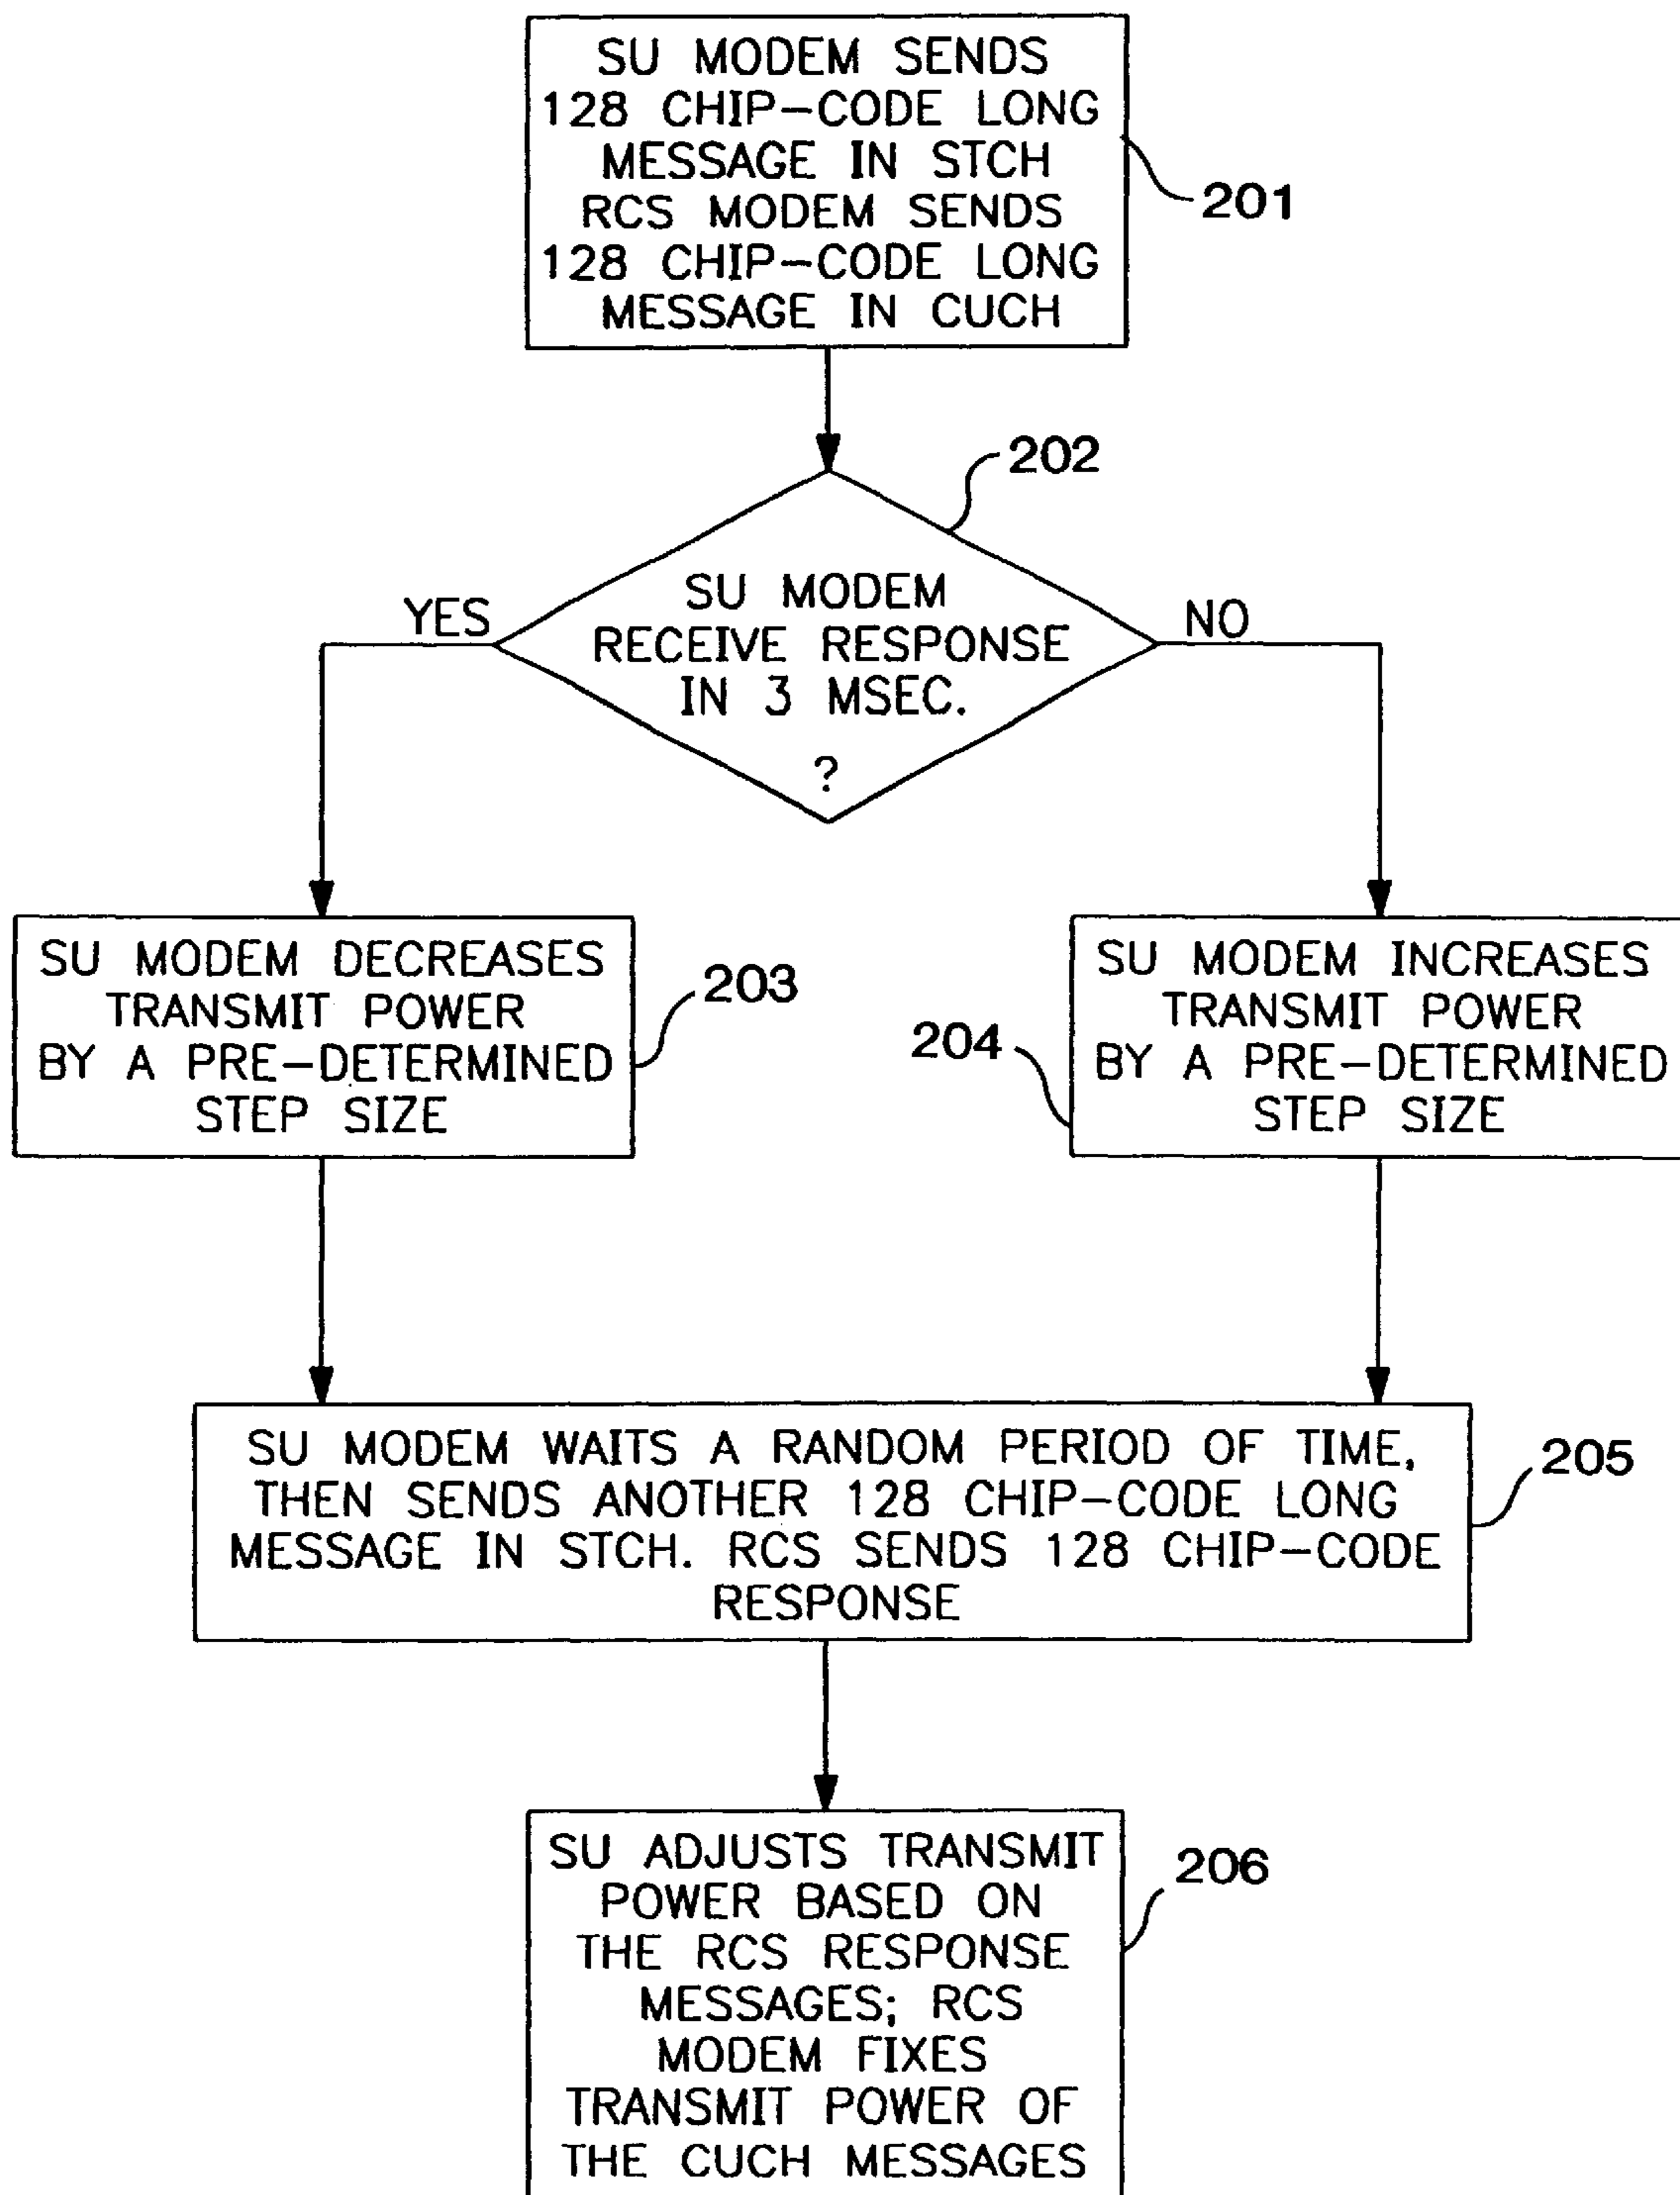 SU MODEM SENDS
128 CHIP-CODE LONG
MESSAGE IN STCH
RCS MODEM SENDS
128 CHIP-CODE LONG
MESSAGE IN CUCH
201
202
SU MODEM
RECEIVE RESPONSE
IN 3 MSEC.
?
YES
NO
SU MODEM DECREASES
TRANSMIT POWER
BY A PRE-DETERMINED
STEP SIZE
203
SU MODEM INCREASES
TRANSMIT POWER
BY A PRE-DETERMINED
STEP SIZE
204
SU MODEM WAITS A RANDOM PERIOD OF TIME,
THEN SENDS ANOTHER 128 CHIP-CODE LONG
MESSAGE IN STCH. RCS SENDS 128 CHIP-CODE
RESPONSE
205
SU ADJUSTS TRANSMIT
POWER BASED ON
THE RCS RESPONSE
MESSAGES; RCS
MODEM FIXES
TRANSMIT POWER OF
THE CUCH MESSAGES
206